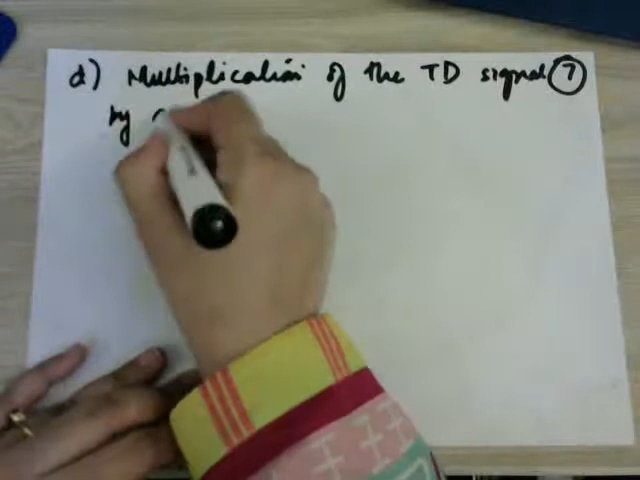 d) Multiplication of the TD signal 7
by